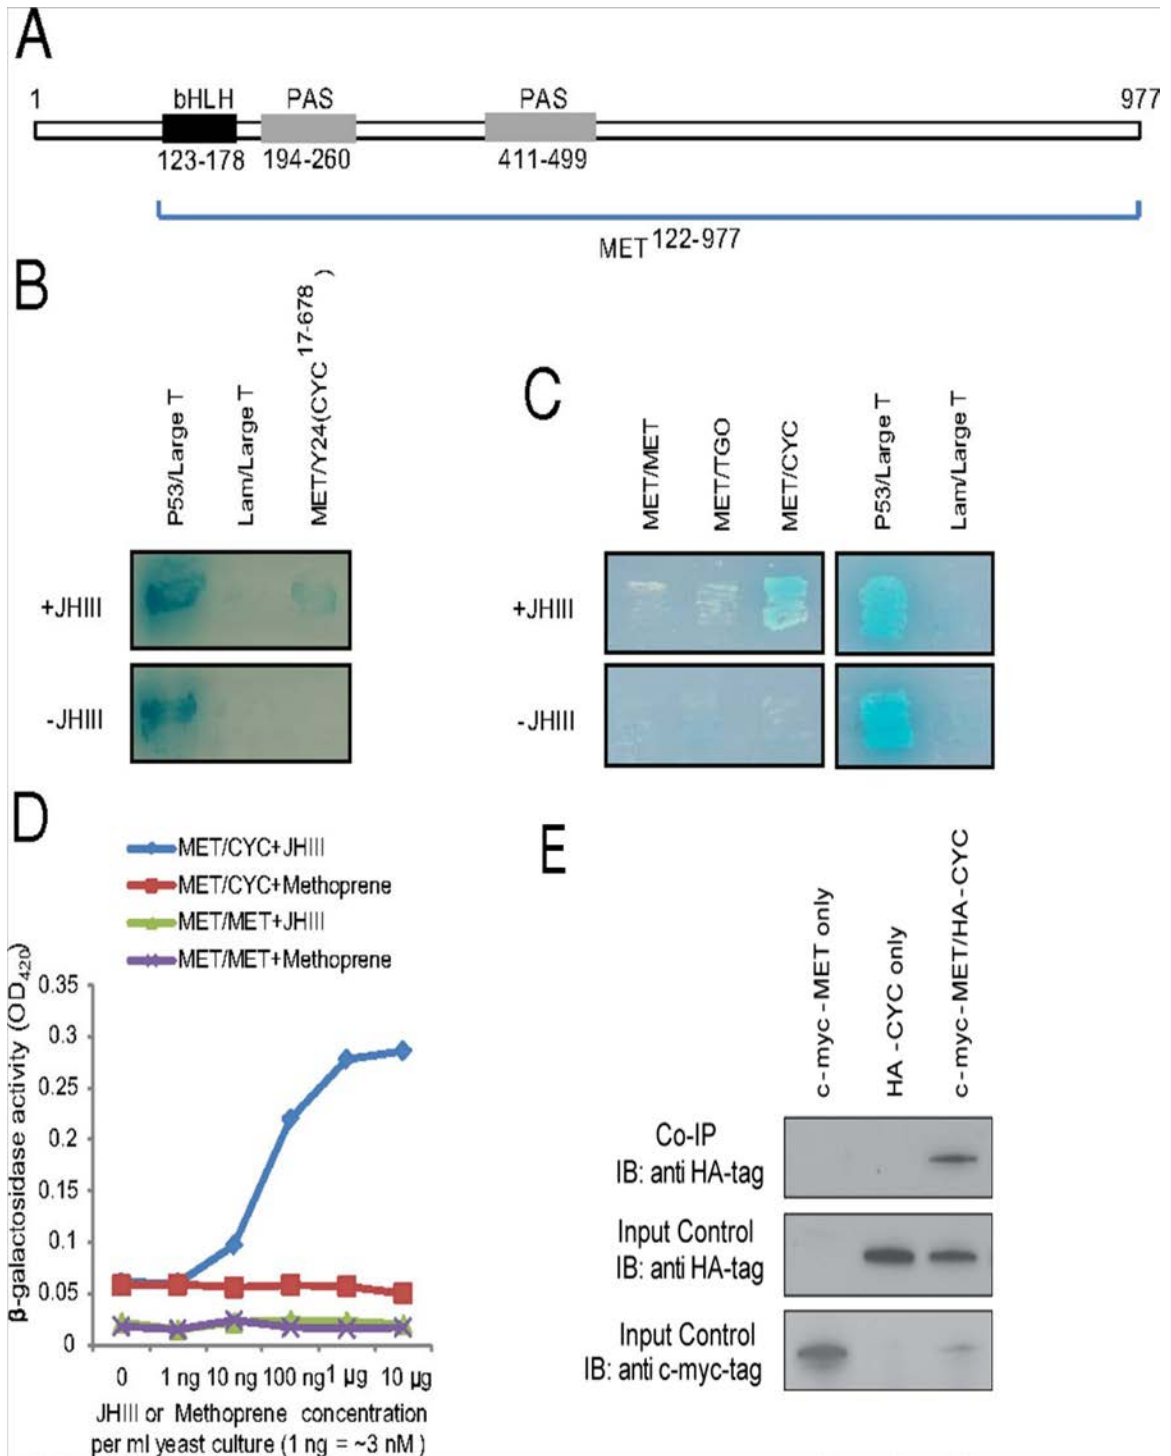 A
1 bHLH PAS PAS 977
123-178 194-260 411-499
MET122-977
B
P53/Large T
Lam/Large T
MET/Y24(CYC17-678)
+JHIII
-JHIII
C
MET/MET
MET/TGO
MET/CYC
P53/Large T
Lam/Large T
+JHIII
-JHIII
D
MET/CYC+JHIII
MET/CYC+Methoprene
MET/MET+JHIII
MET/MET+Methoprene
β-galactosidase activity (OD420)
0.35
0.3
0.25
0.2
0.15
0.1
0.05
0
0 1 ng 10 ng 100 ng 1 µg 10 µg
JHIII or Methoprene concentration
per ml yeast culture (1 ng = ~3 nM )
E
c-myc-MET only
HA-CYC only
c-myc-MET/HA-CYC
Co-IP
IB: anti HA-tag
Input Control
IB: anti HA-tag
Input Control
IB: anti c-myc-tag